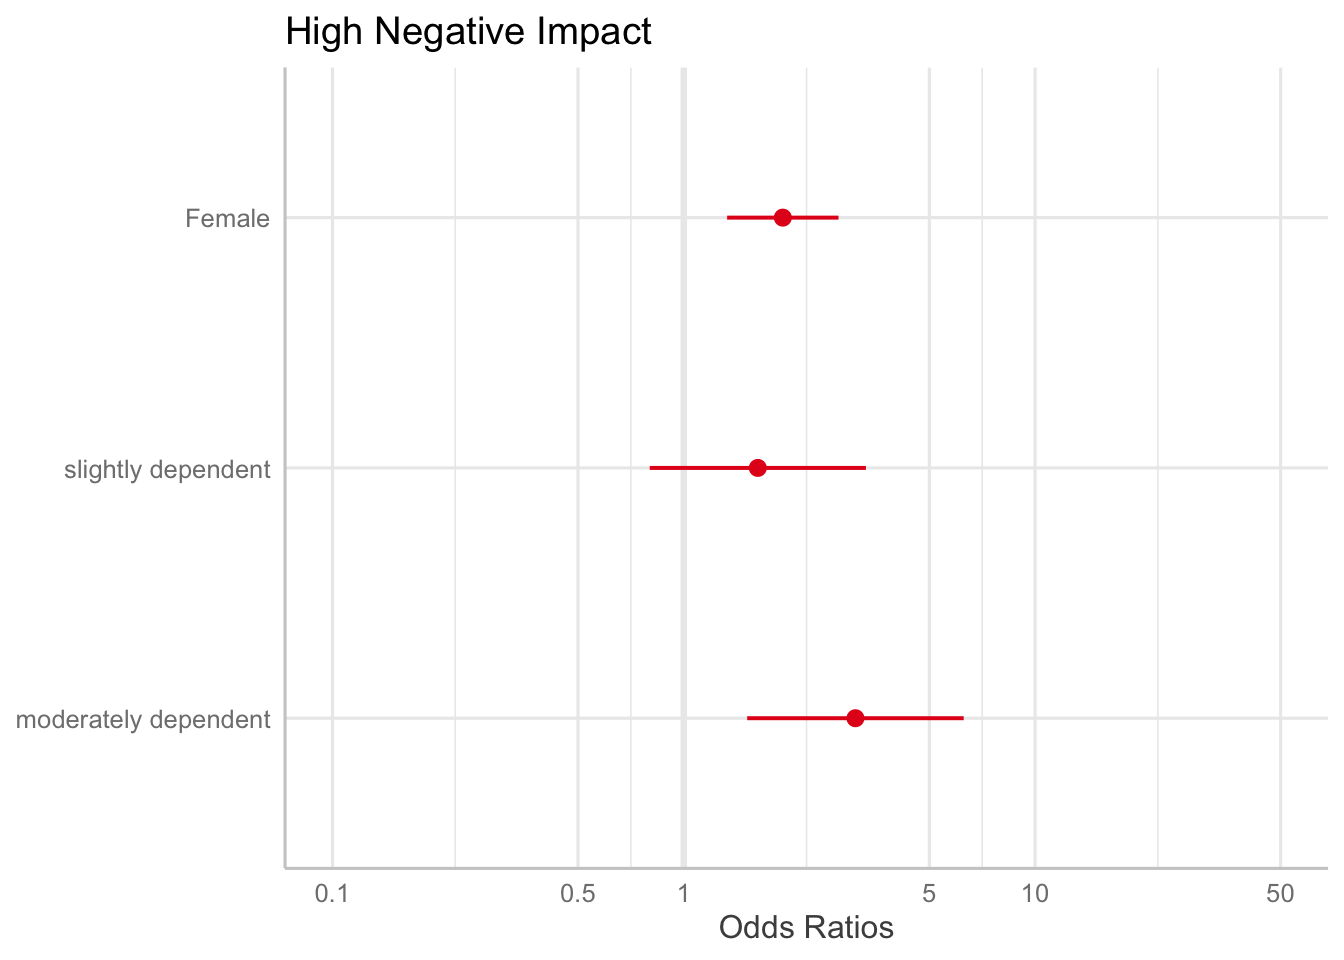 High Negative Impact
Female
slightly dependent
moderately dependent
0.1 0.5 1 5 10 50
Odds Ratios